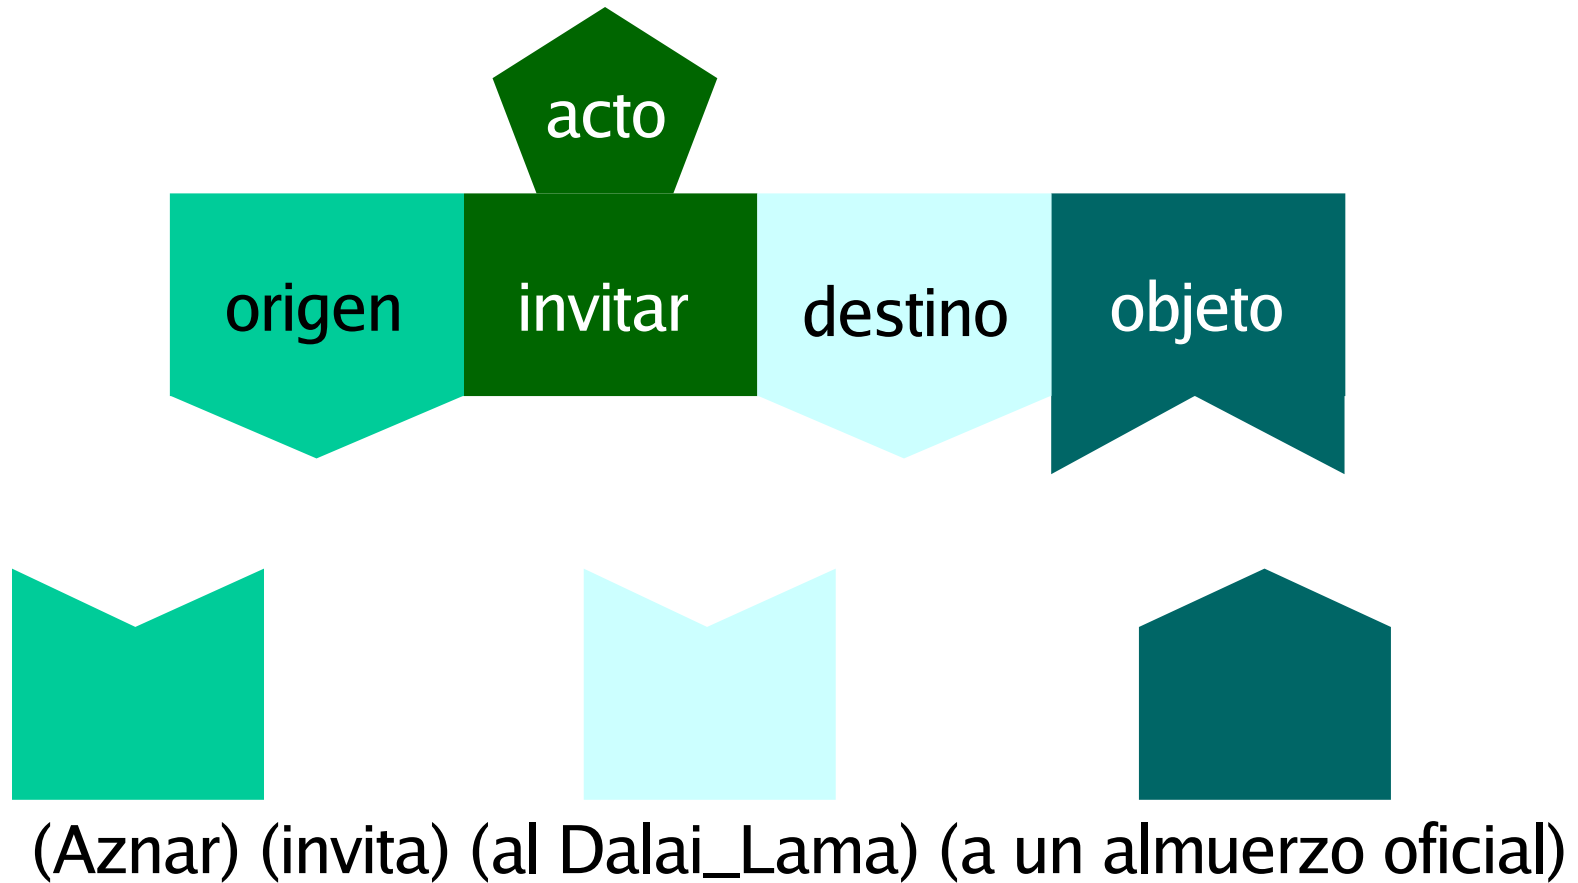 acto
origen invitar destino objeto
(Aznar) (invita) (al Dalai_Lama) (a un almuerzo oficial)